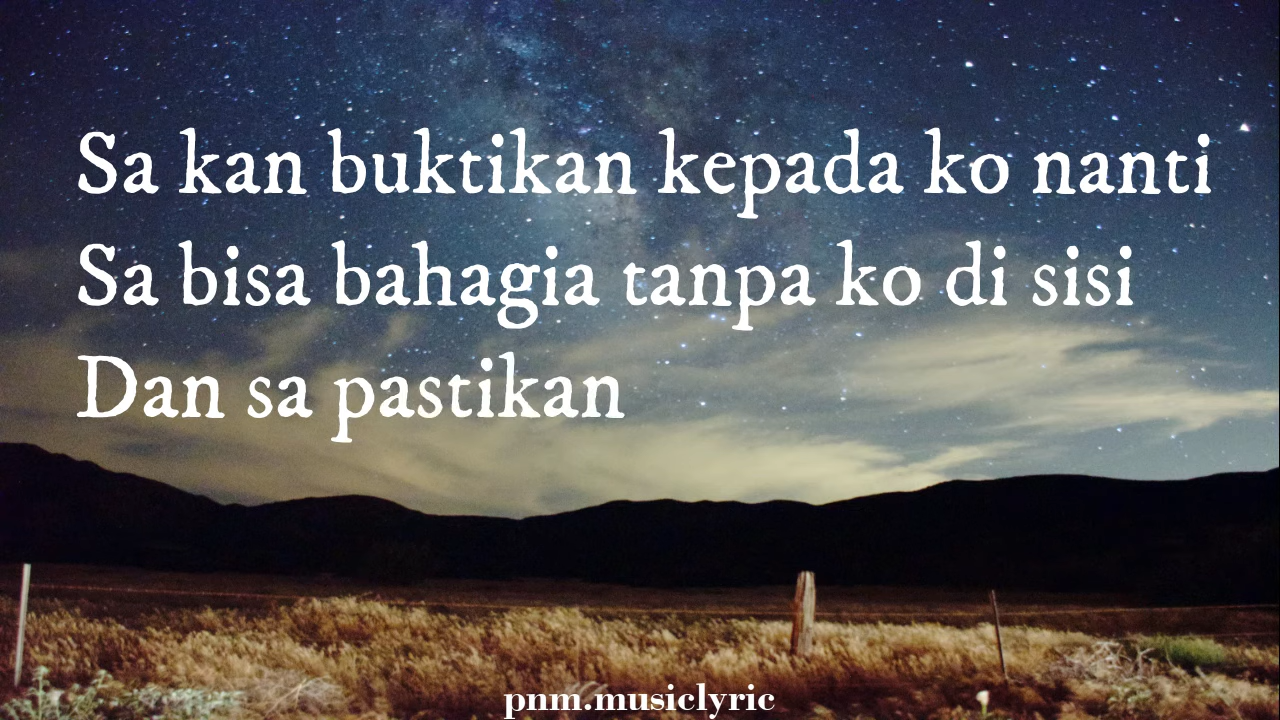 Sa kan buktikan kepada ko nanti
Sa bisa bahagia tanpa ko di sisi
Dan sa pastikan
pnm.musiclyric